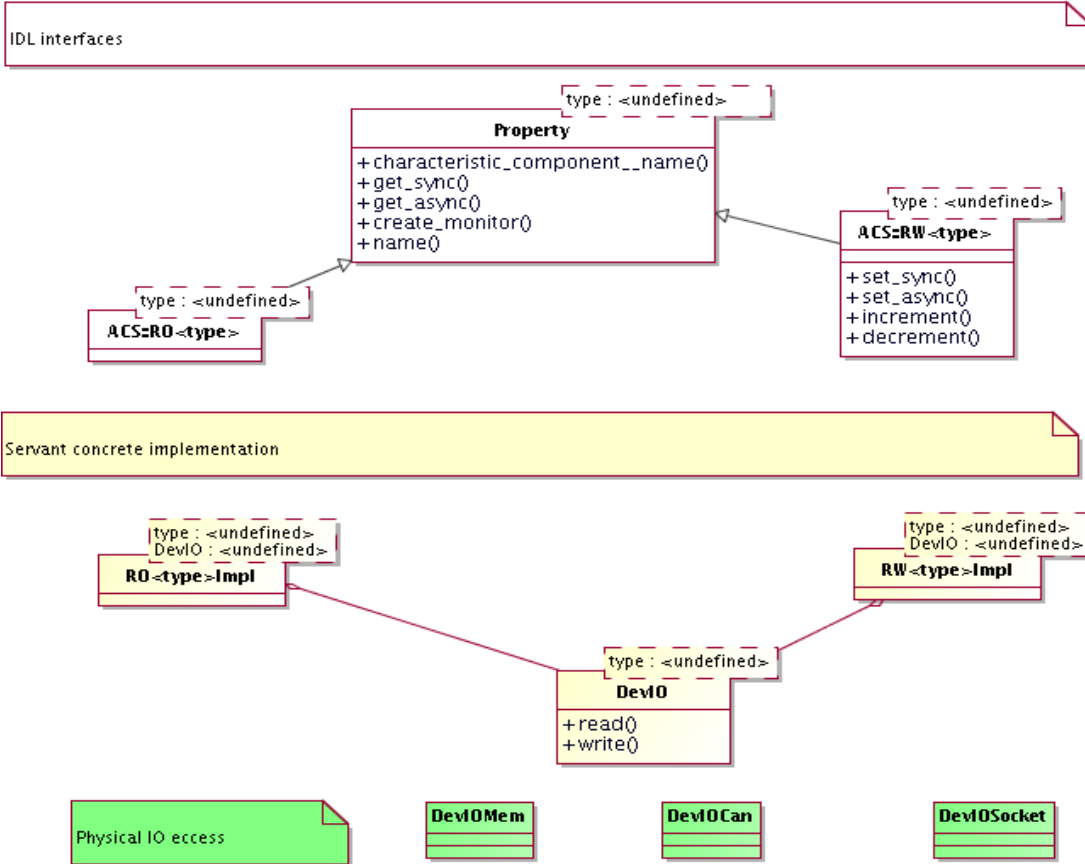 IDL interfaces
type : <undefined>
Property
+characteristic_component__name()
+get_sync()
+get_async()
+create_monitor()
+name()
type : <undefined>
ACS::RW<type>
+set_sync()
+set_async()
+increment()
+decrement()
type : <undefined>
ACS::RO<type>
Servant concrete implementation
type : <undefined>
DevIO : <undefined>
RO<type>Impl
type : <undefined>
DevIO : <undefined>
RW<type>Impl
type : <undefined>
DevIO
+read()
+write()
Physical IO eccess
DevIOMem
DevIOCan
DevIOSocket